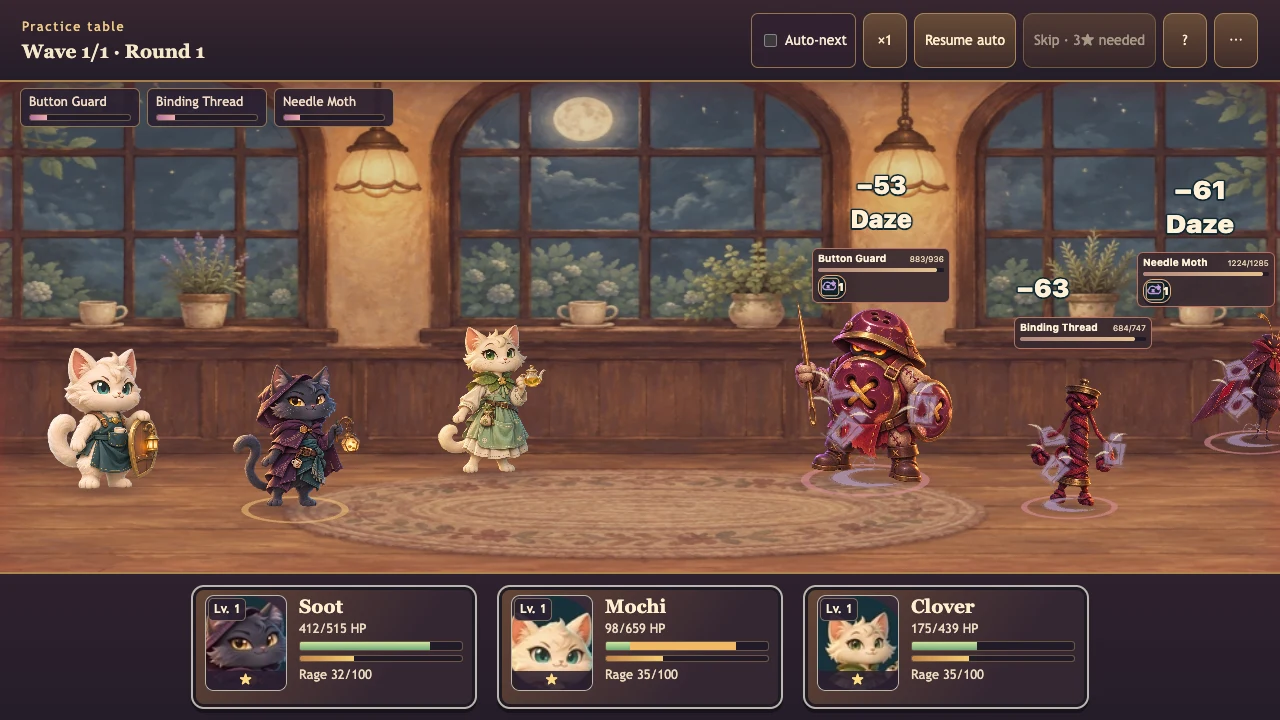 Practice table
Wave 1/1 · Round 1
Auto-next
×1
Resume auto
Skip · 3★ needed
?
...
Button Guard
Binding Thread
Needle Moth
−53
Daze
Button Guard 883/936
1
−61
Daze
Needle Moth 1224/1285
1
−63
Binding Thread 684/747
Lv. 1
Soot
412/515 HP
Rage 32/100
Lv. 1
Mochi
98/659 HP
Rage 35/100
Lv. 1
Clover
175/439 HP
Rage 35/100